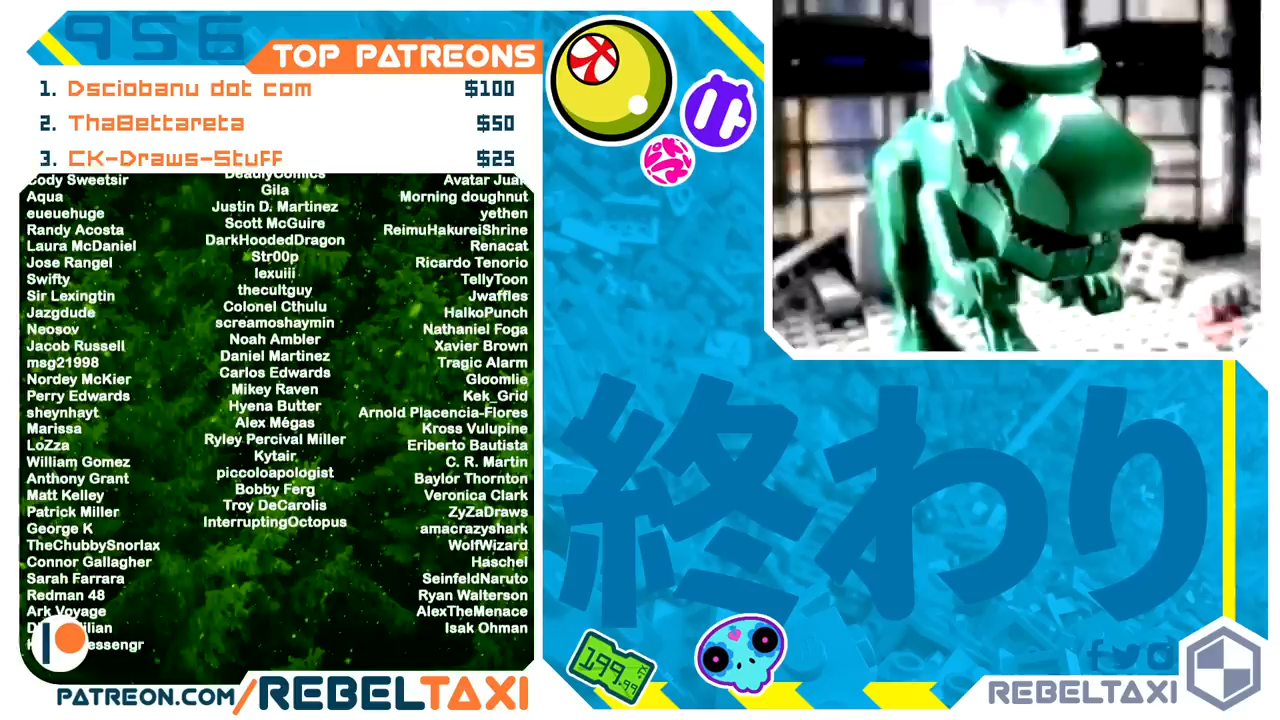 956
TOP PATREONS
1. Dsciobanu dot com $100
2. ThaBettareta $50
3. CK-Draws-Stuff $25
Cody Sweetsir
Aqua
eueuehuge
Randy Acosta
Laura McDaniel
Jose Rangel
Swifty
Sir Lexingtin
Jazgdude
Neosov
Jacob Russell
msg21998
Nordey McKier
Perry Edwards
sheynhayt
Marissa
LoZza
William Gomez
Anthony Grant
Matt Kelley
Patrick Miller
George K
TheChubbySnorlax
Connor Gallagher
Sarah Farrara
Redman 48
Ark Voyage
DeadlyComics
Gila
Justin D. Martinez
Scott McGuire
DarkHoodedDragon
Str00p
lexuiii
thecultguy
Colonel Cthulu
screamoshaymin
Noah Ambler
Daniel Martinez
Carlos Edwards
Mikey Raven
Hyena Butter
Alex Mégas
Ryley Percival Miller
Kytair
piccoloapologist
Bobby Ferg
Troy DeCarolis
InterruptingOctopus
Avatar Juan
Morning doughnut
yethen
ReimuHakureiShrine
Renacat
Ricardo Tenorio
TellyToon
Jwaffles
HalkoPunch
Nathaniel Foga
Xavier Brown
Tragic Alarm
Gloomlie
Kek_Grid
Arnold Placencia-Flores
Kross Vulupine
Eriberto Bautista
C. R. Martin
Baylor Thornton
Veronica Clark
ZyZaDraws
amacrazyshark
WolfWizard
Haschel
SeinfeldNaruto
Ryan Walterson
AlexTheMenace
Isak Ohman
PATREON.COM/REBELTAXI
終わり
199.99
REBELTAXI